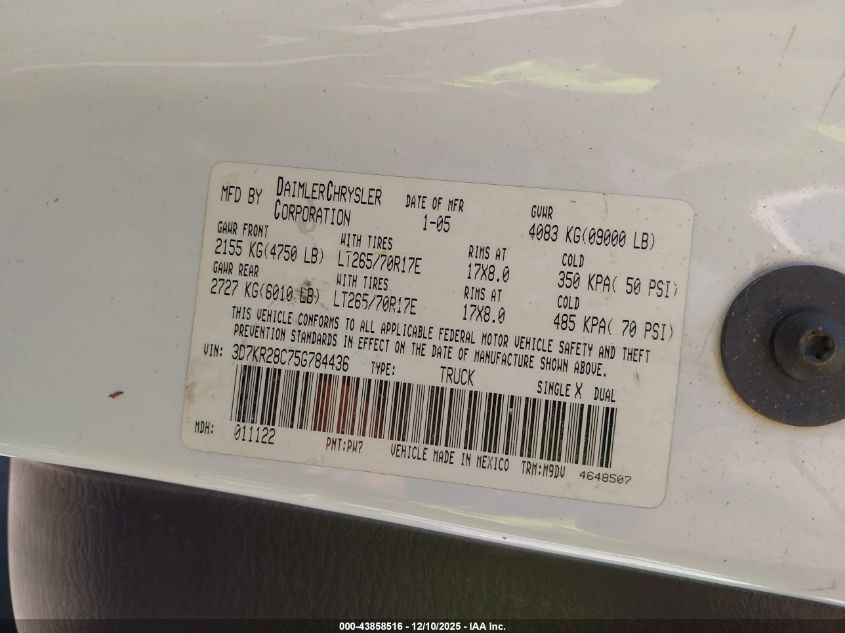 MFD BY DAIMLERCHRYSLER CORPORATION DATE OF MFR 1-05 GVWR 4083 KG(09000 LB)
GAWR FRONT WITH TIRES RIMS AT COLD
2155 KG(4750 LB) LT265/70R17E 17X8.0 350 KPA( 50 PSI)
GAWR REAR WITH TIRES RIMS AT COLD
2727 KG(6010 LB) LT265/70R17E 17X8.0 485 KPA( 70 PSI)
THIS VEHICLE CONFORMS TO ALL APPLICABLE FEDERAL MOTOR VEHICLE SAFETY AND THEFT
PREVENTION STANDARDS IN EFFECT ON THE DATE OF MANUFACTURE SHOWN ABOVE.
VIN: 3D7KR28C75G784436 TYPE: TRUCK SINGLE X DUAL
MDH: 011122 PNT:PW7 VEHICLE MADE IN MEXICO TRM:M9DV 4648507
000-43858516 - 12/10/2025 - IAA Inc.